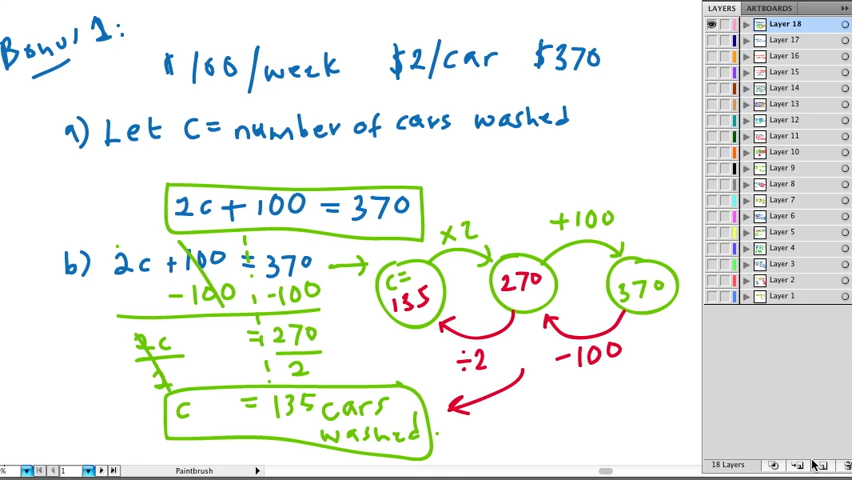 Bonus 1:
$100/week $2/car $370
a) Let C = number of cars washed
2c + 100 = 370
b) 2c + 100 = 370 →
-100 -100
2c = 270
2 2
c = 135 cars
washed.
×2 +100
c=
135
270
370
÷2 -100
LAYERS ARTBOARDS
Layer 18
Layer 17
Layer 16
Layer 15
Layer 14
Layer 13
Layer 12
Layer 11
Layer 10
Layer 9
Layer 8
Layer 7
Layer 6
Layer 5
Layer 4
Layer 3
Layer 2
Layer 1
% 1 Paintbrush
18 Layers